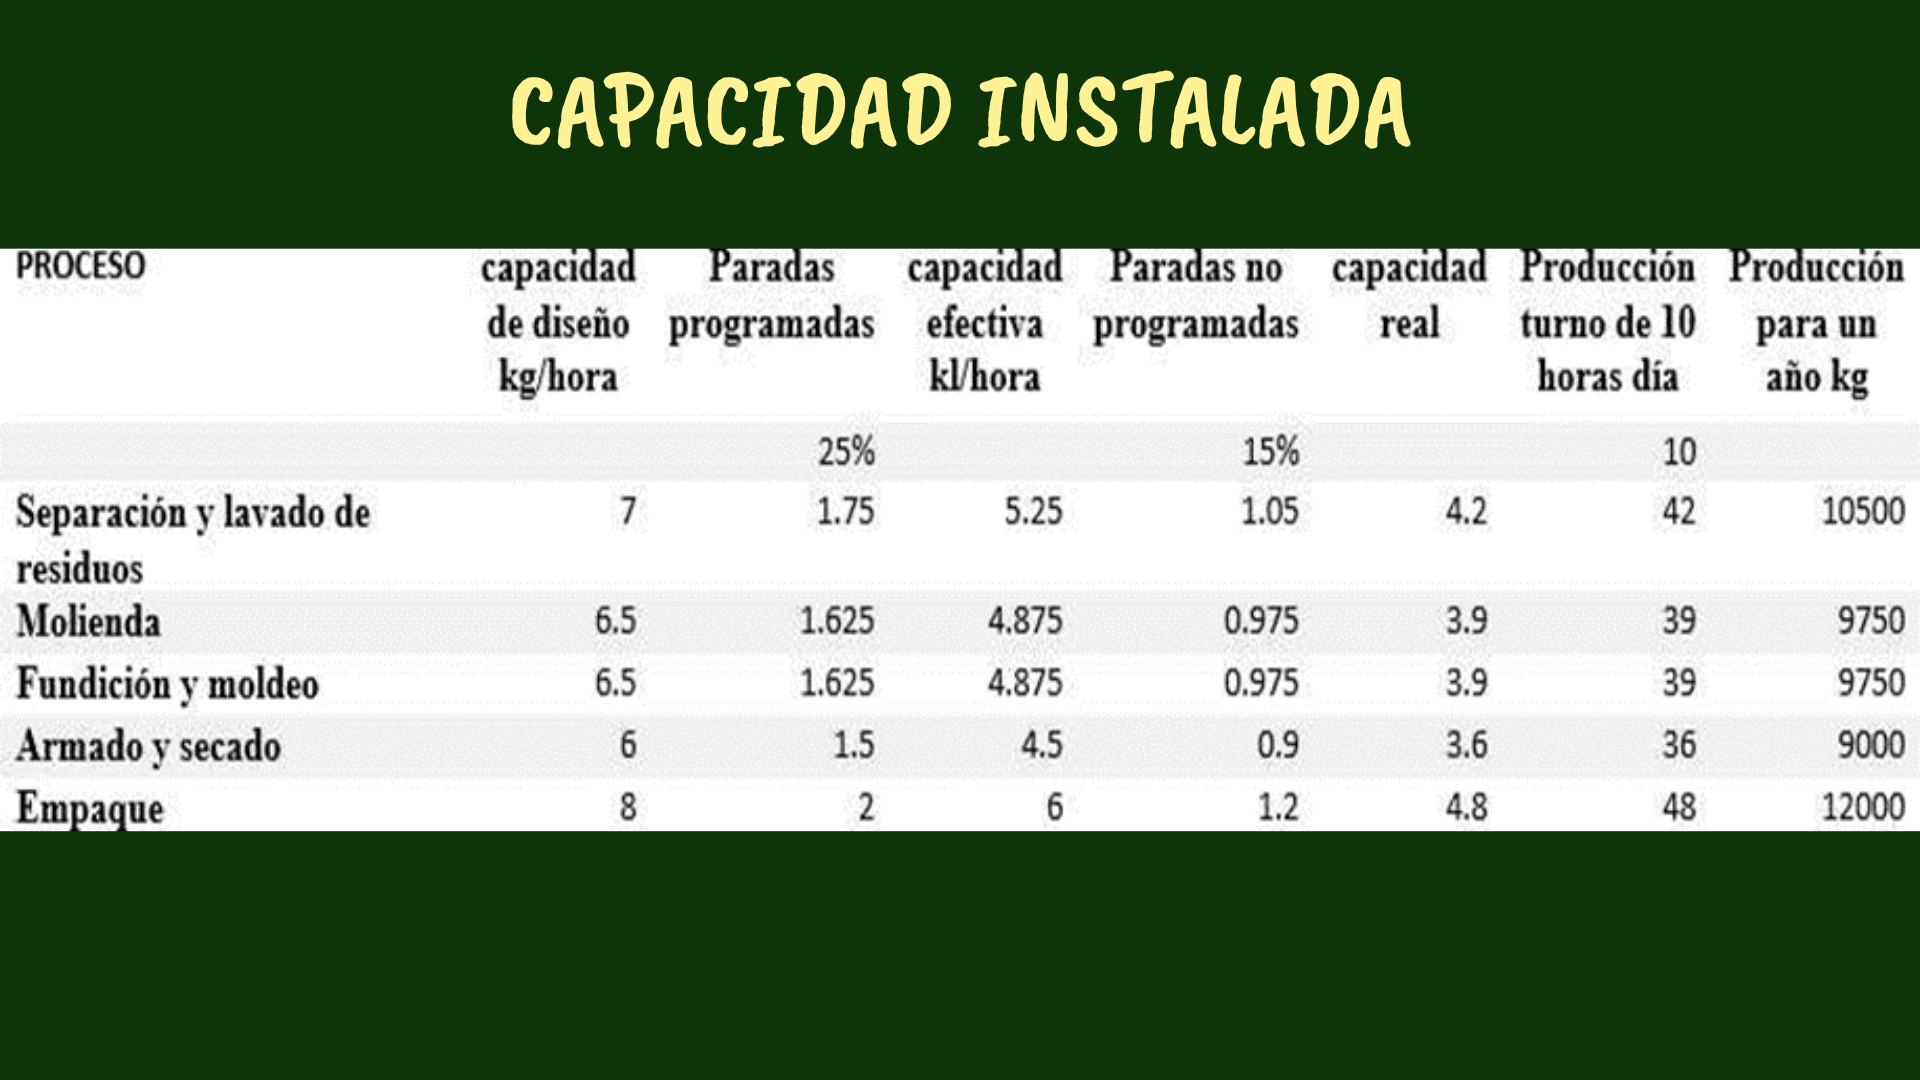 CAPACIDAD INSTALADA
PROCESO capacidad Paradas capacidad Paradas no capacidad Producción Producción
de diseño programadas efectiva programadas real turno de 10 para un
kg/hora kl/hora horas día año kg
25% 15% 10
Separación y lavado de 7 1.75 5.25 1.05 4.2 42 10500
residuos
Molienda 6.5 1.625 4.875 0.975 3.9 39 9750
Fundición y moldeo 6.5 1.625 4.875 0.975 3.9 39 9750
Armado y secado 6 1.5 4.5 0.9 3.6 36 9000
Empaque 8 2 6 1.2 4.8 48 12000